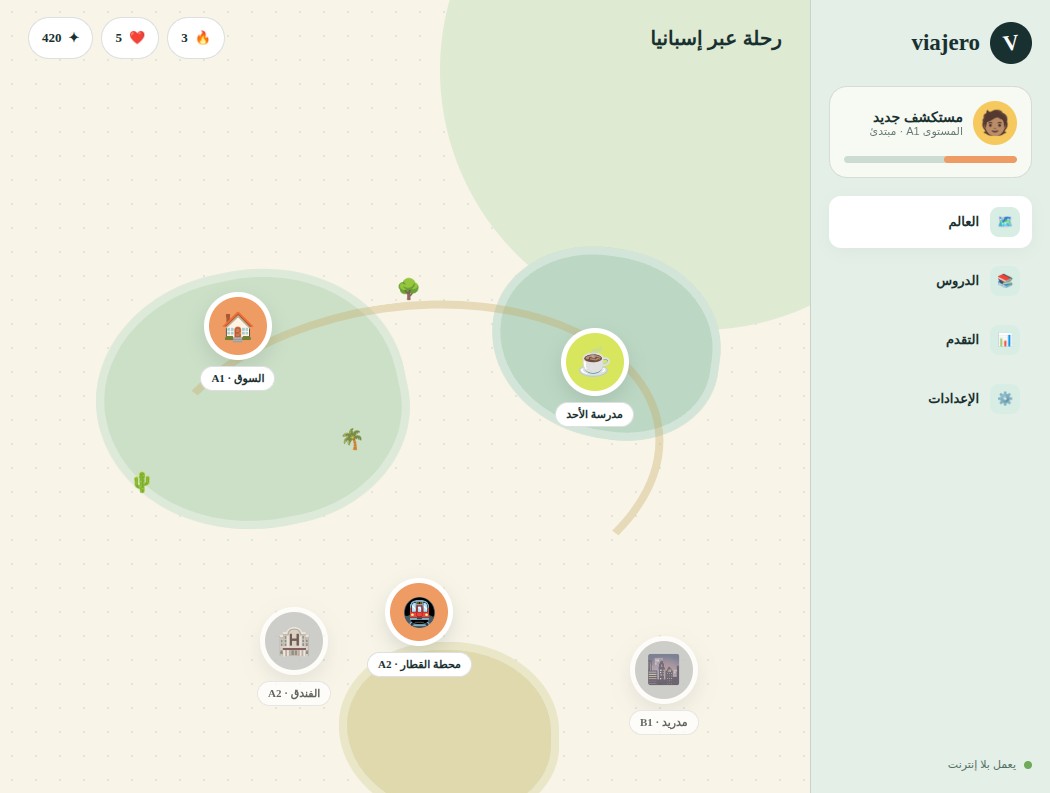 V viajero
مستكشف جديد
المستوى A1 · مبتدئ
العالم
الدروس
التقدم
الإعدادات
يعمل بلا إنترنت
رحلة عبر إسبانيا
3
5
420
السوق · A1
مدرسة الأحد
محطة القطار · A2
الفندق · A2
مدريد · B1